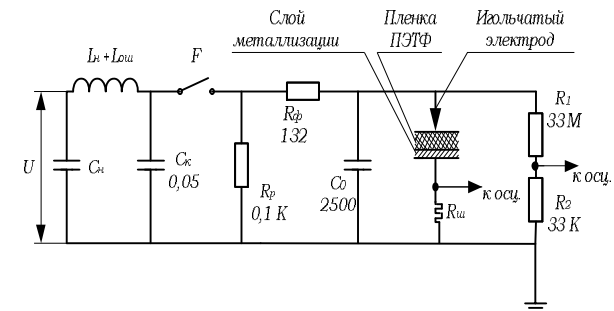 Слой
металлизации
Пленка
ПЭТФ
Игольчатый
электрод
Lн + Lош
F
Rф
132
R1
33 М
U
Cн
Cк
0,05
Rр
0,1 К
C0
2500
к осц.
Rш
к осц.
R2
33 К